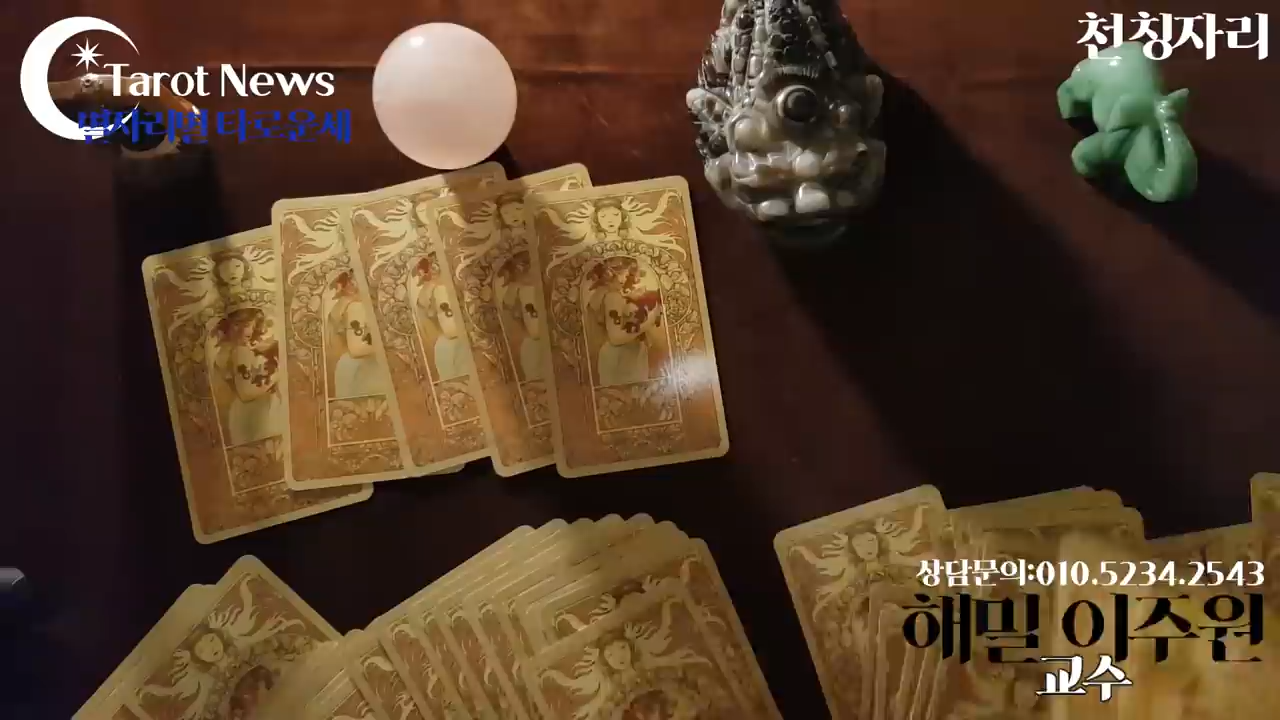 Tarot News
별자리별 타로운세
천칭자리
상담문의:010.5234.2543
해밀 이주원
교수